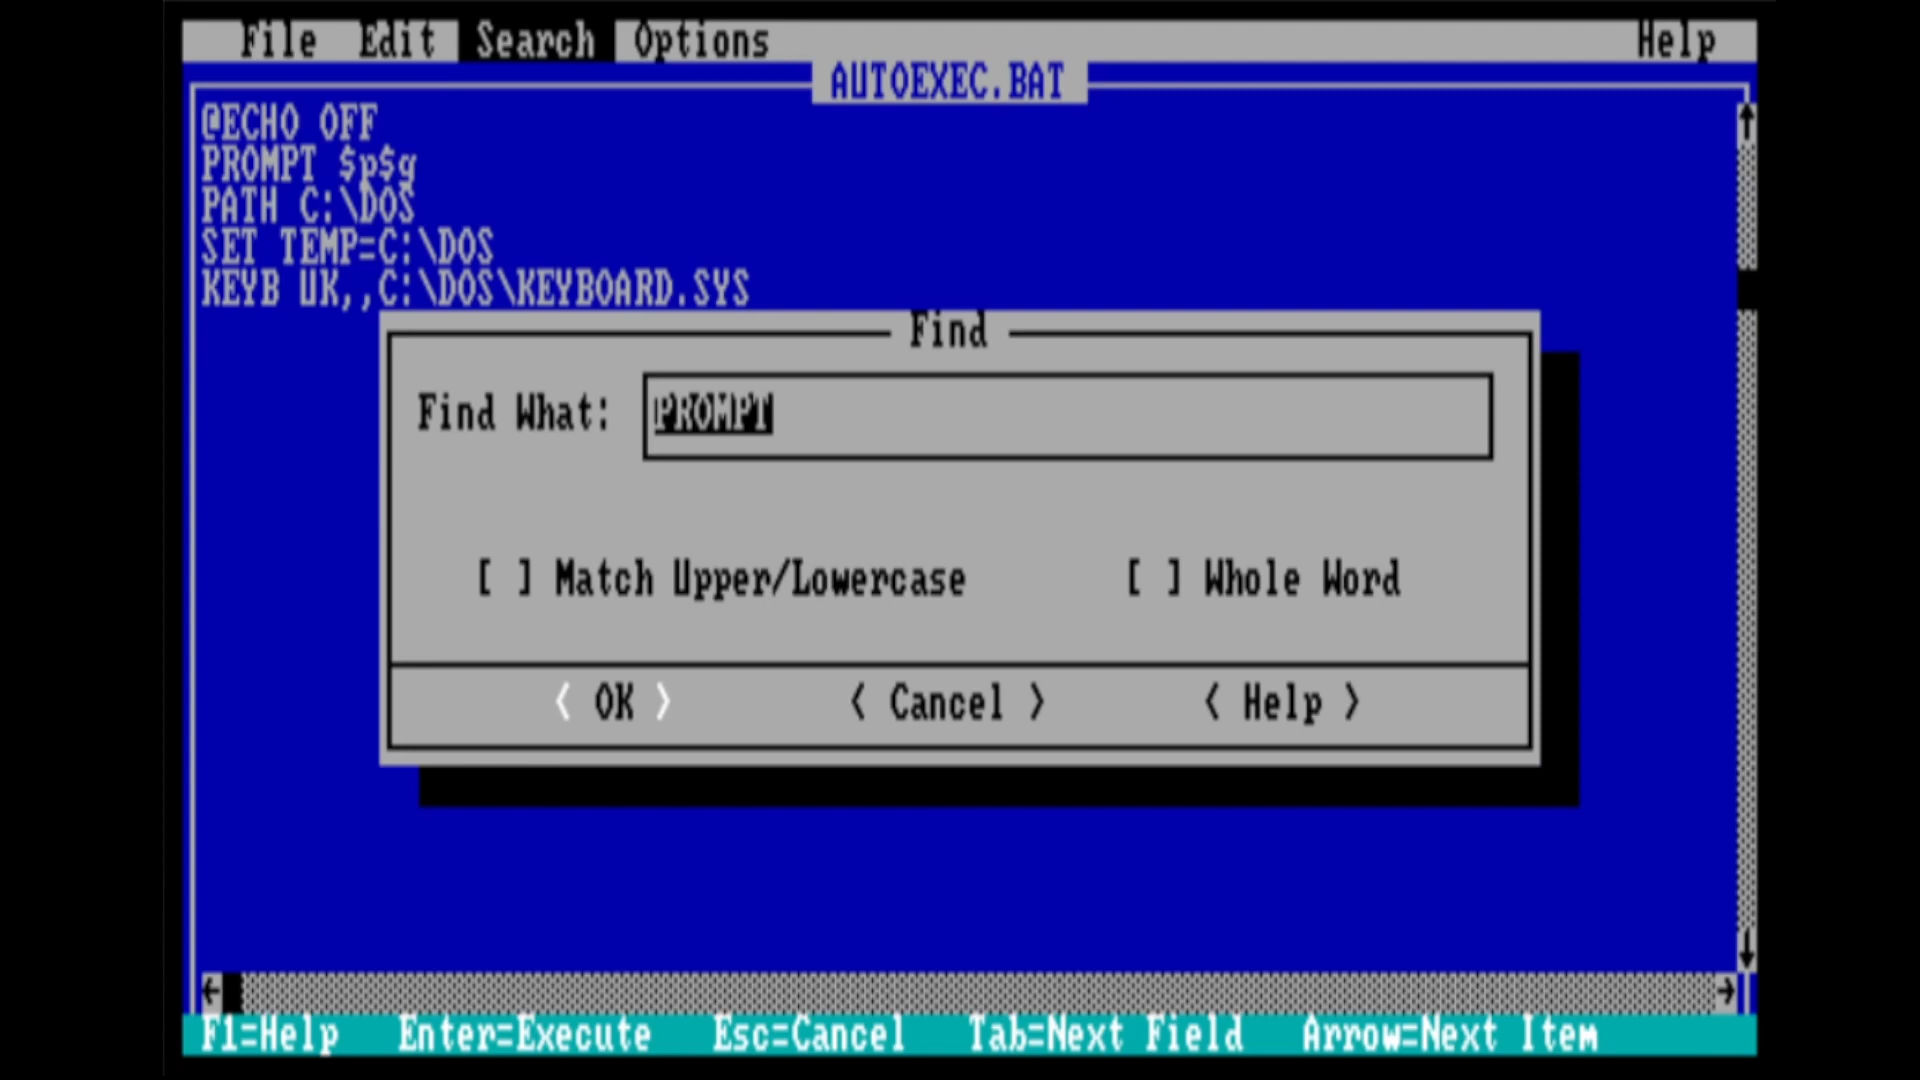 File Edit Search Options Help
AUTOEXEC.BAT
@ECHO OFF
PROMPT $p$g
PATH C:\DOS
SET TEMP=C:\DOS
KEYB UK,,C:\DOS\KEYBOARD.SYS
Find
Find What: PROMPT
[ ] Match Upper/Lowercase [ ] Whole Word
< OK > < Cancel > < Help >
F1=Help Enter=Execute Esc=Cancel Tab=Next Field Arrow=Next Item